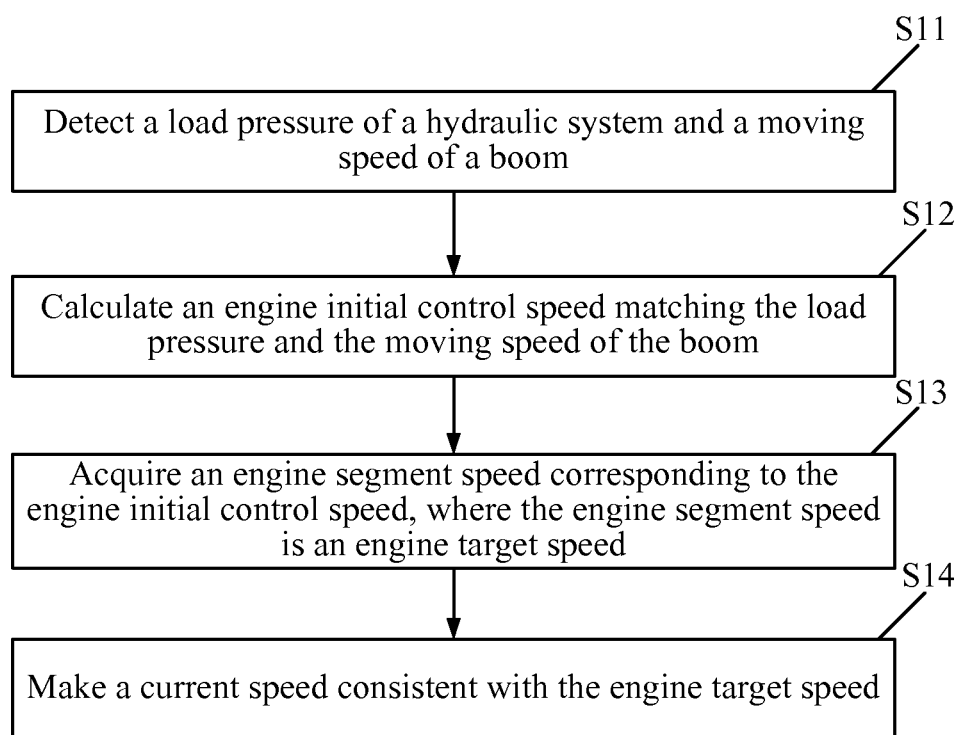 S11
Detect a load pressure of a hydraulic system and a moving
speed of a boom
S12
Calculate an engine initial control speed matching the load
pressure and the moving speed of the boom
S13
Acquire an engine segment speed corresponding to the
engine initial control speed, where the engine segment speed
is an engine target speed
S14
Make a current speed consistent with the engine target speed